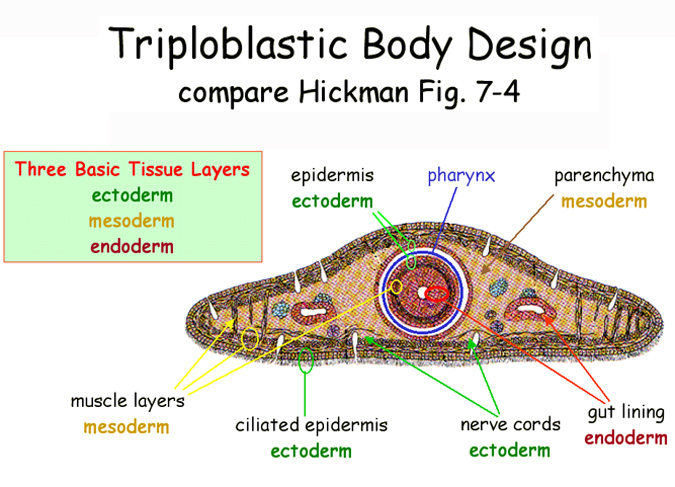 Triploblastic Body Design
compare Hickman Fig. 7-4
Three Basic Tissue Layers
ectoderm
mesoderm
endoderm
epidermis
ectoderm
pharynx
parenchyma
mesoderm
muscle layers
mesoderm
ciliated epidermis
ectoderm
nerve cords
ectoderm
gut lining
endoderm